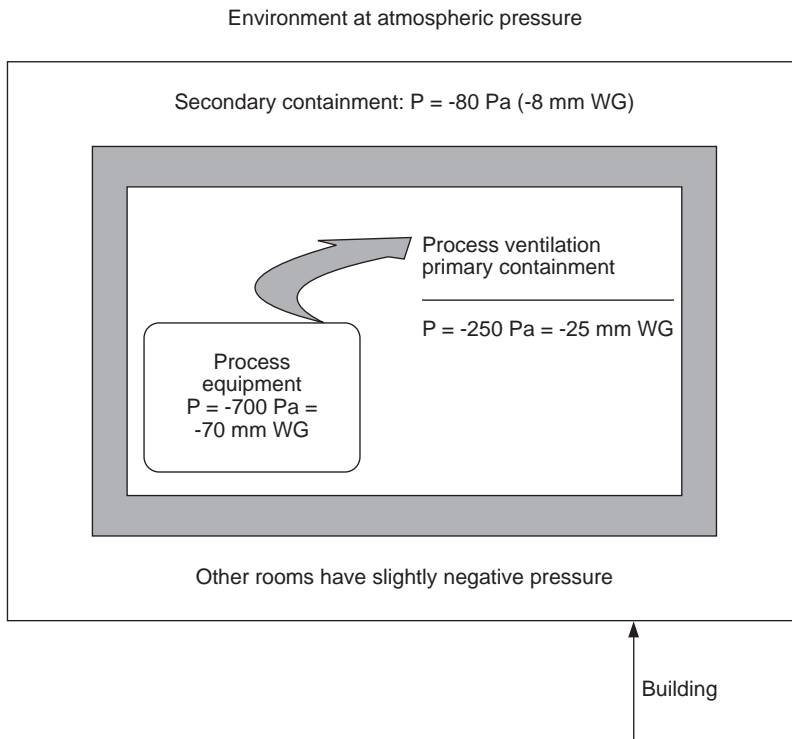 Environment at atmospheric pressure
Secondary containment: P = -80 Pa (-8 mm WG)
Process ventilation
primary containment
P = -250 Pa = -25 mm WG
Process
equipment
P = -700 Pa =
-70 mm WG
Other rooms have slightly negative pressure
Building